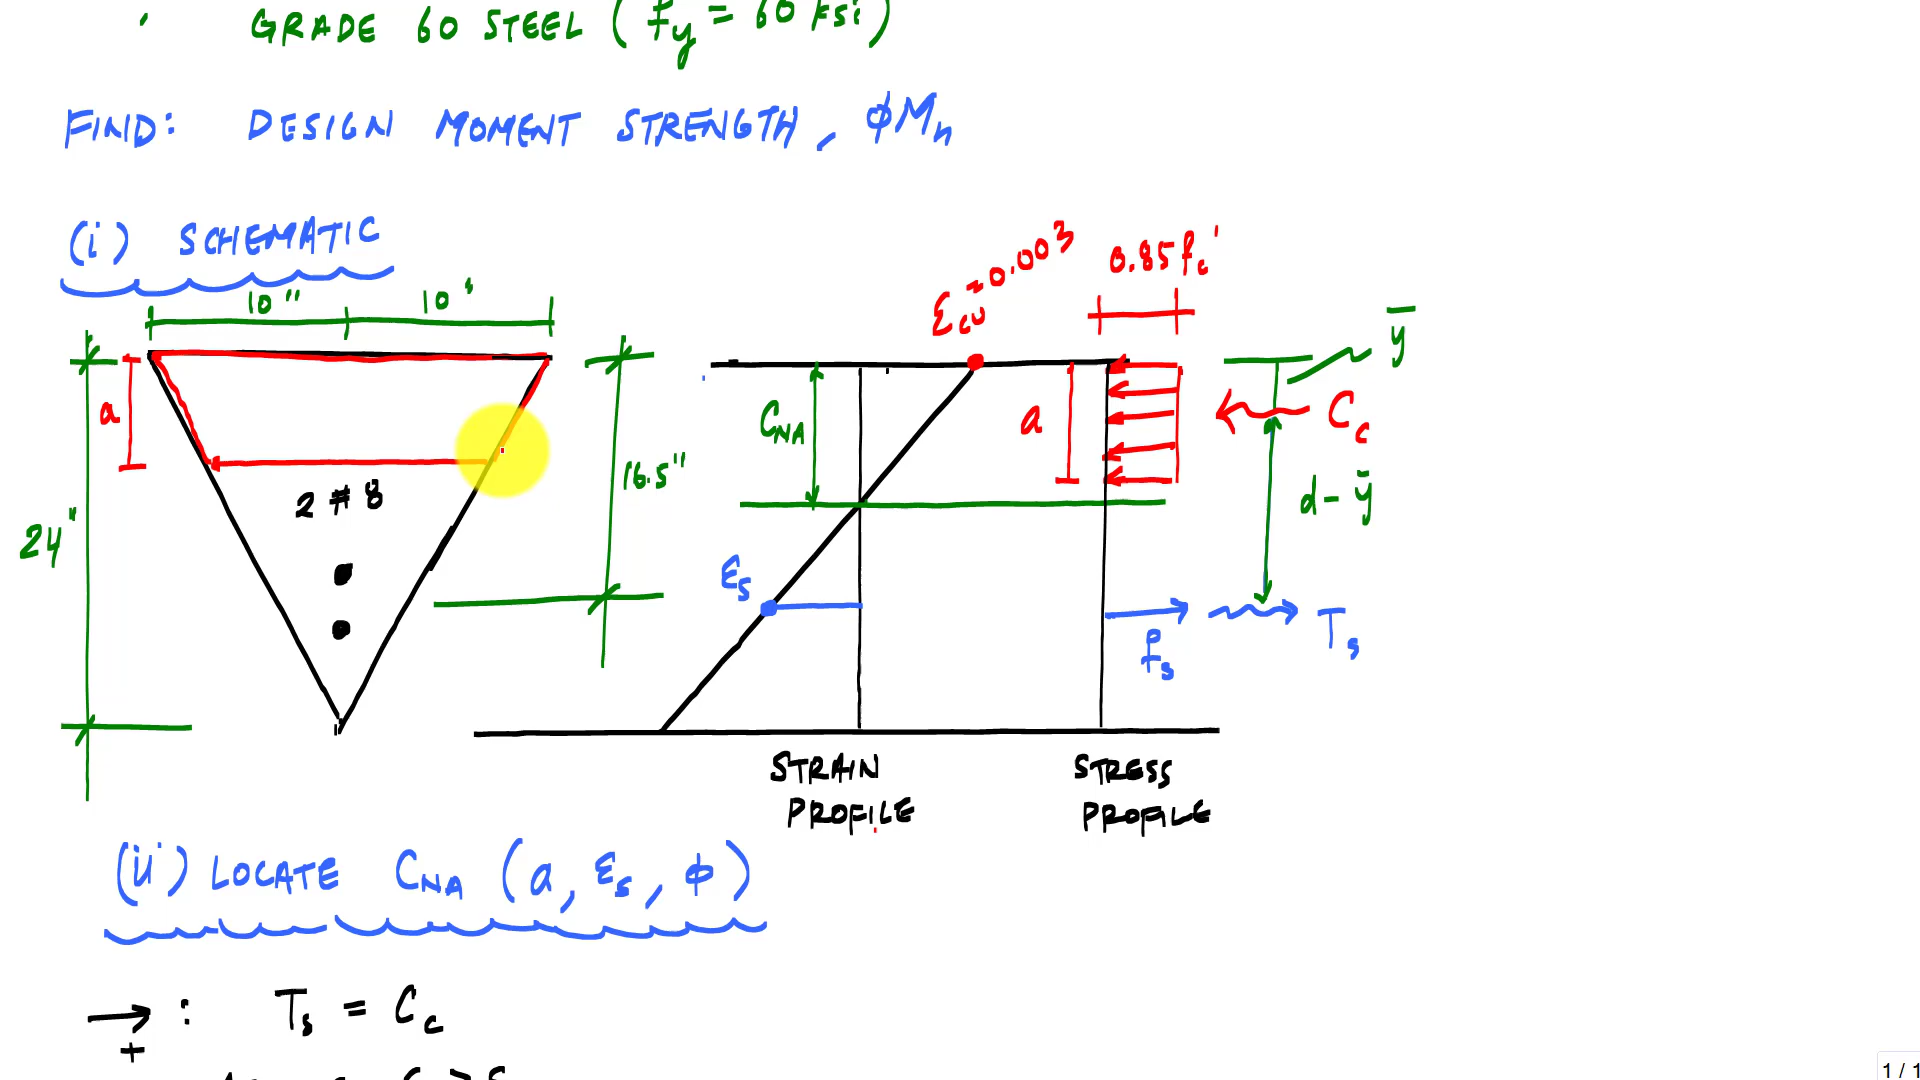 · GRADE 60 STEEL (fy = 60 ksi)
FIND: DESIGN MOMENT STRENGTH, ϕMn
(i) SCHEMATIC
10" 10"
εcu = 0.003
0.85fc'
ȳ
a
CNA
a
Cc
16.5"
2 # 8
d-ȳ
24"
εs
fs
Ts
STRAIN PROFILE
STRESS PROFILE
(ii) LOCATE CNA (a, εs, ϕ)
→+ : Ts = Cc
1 / 1